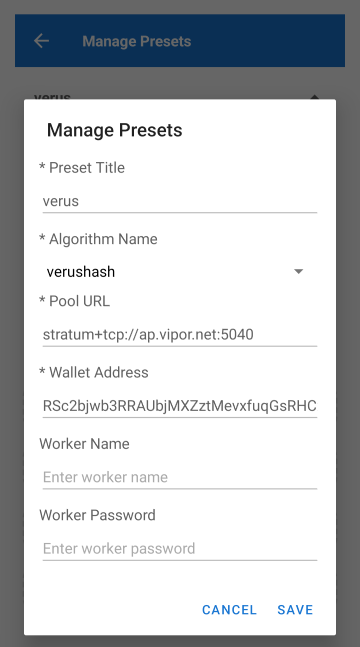 Manage Presets
verus
Manage Presets
* Preset Title
verus
* Algorithm Name
verushash
* Pool URL
stratum+tcp://ap.vipor.net:5040
* Wallet Address
RSc2bjwb3RRAUbjMXZztMevxfuqGsRHC
Worker Name
Enter worker name
Worker Password
Enter worker password
CANCEL SAVE